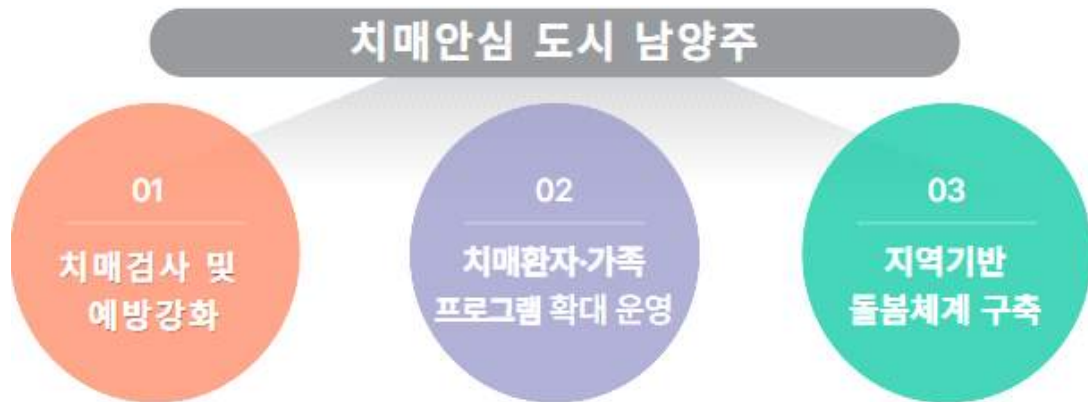 치매안심 도시 남양주
01
치매검사 및
예방강화
02
치매환자·가족
프로그램 확대 운영
03
지역기반
돌봄체계 구축